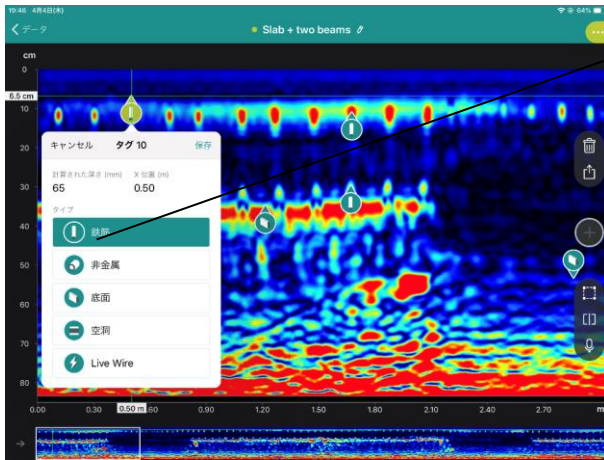 19:46 4月4日(木)
64%
データ
Slab + two beams
cm
0
6.5 cm
10
20
30
40
50
60
70
80
キャンセル タグ 10 保存
計算された深さ (mm) X 位置 (m)
65 0.50
タイプ
鉄筋
非金属
底面
空洞
Live Wire
0.00 0.30 0.50 m 60 0.90 1.20 1.50 1.80 2.10 2.40 2.70 m